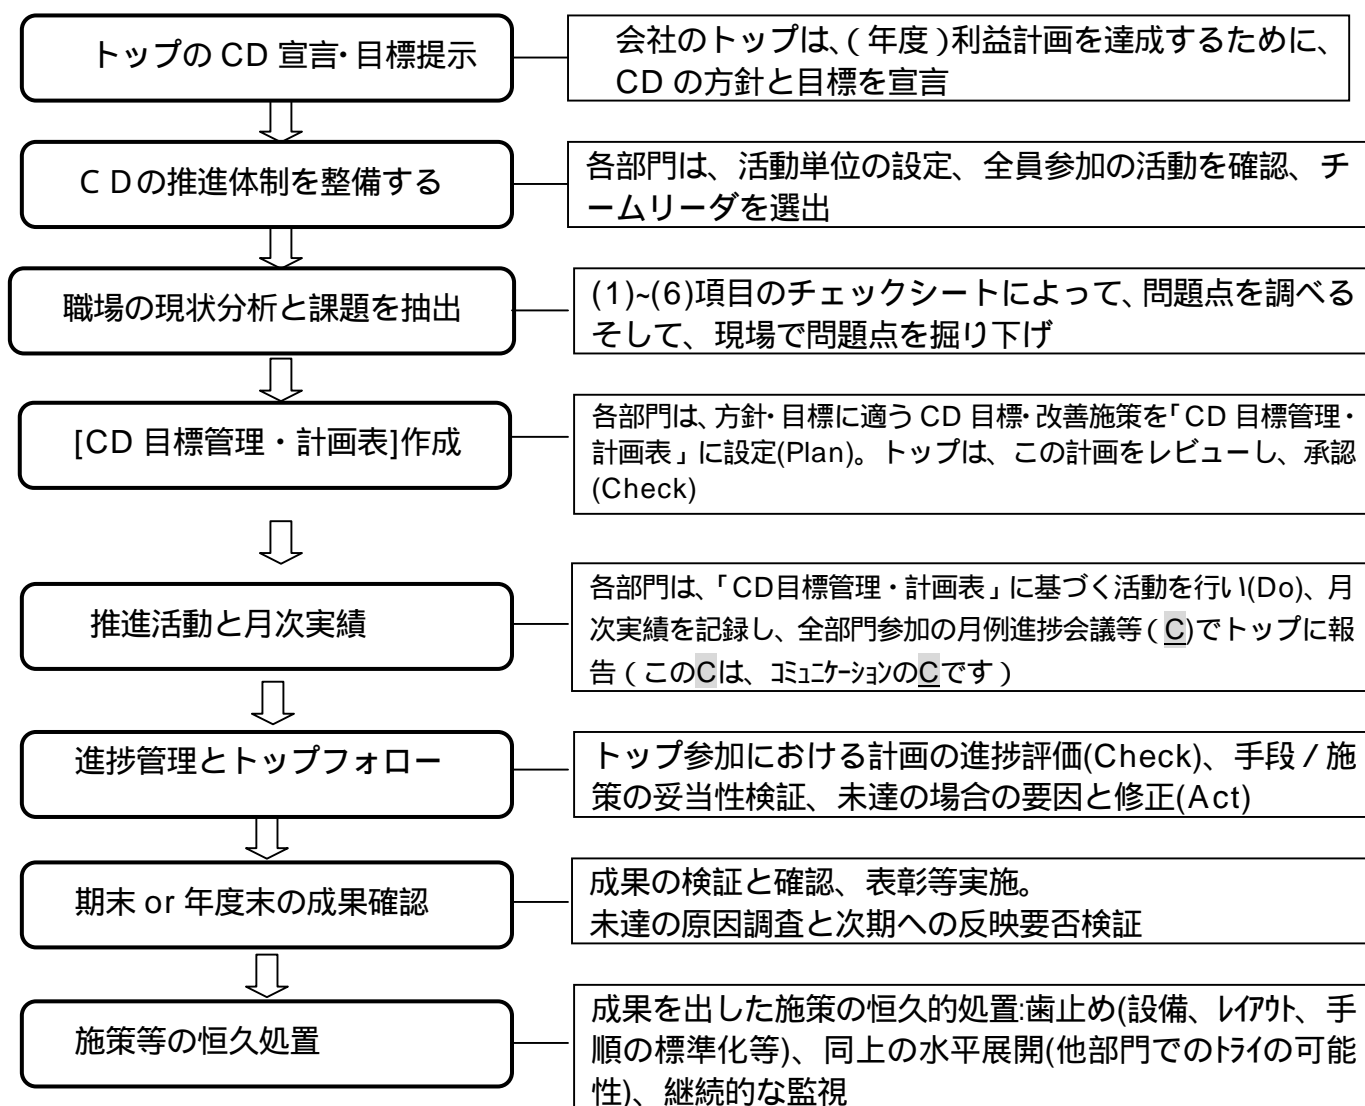 トップの CD 宣言・目標提示
会社のトップは、(年度)利益計画を達成するために、
CD の方針と目標を宣言
ＣＤの推進体制を整備する
各部門は、活動単位の設定、全員参加の活動を確認、チ
ームリーダを選出
職場の現状分析と課題を抽出
(1)~(6)項目のチェックシートによって、問題点を調べる
そして、現場で問題点を掘り下げ
[CD 目標管理・計画表]作成
各部門は、方針・目標に適う CD 目標・改善施策を「CD 目標管理・
計画表」に設定(Plan)。トップは、この計画をレビューし、承認
(Check)
推進活動と月次実績
各部門は、「CD目標管理・計画表」に基づく活動を行い(Do)、月
次実績を記録し、全部門参加の月例進捗会議等(C)でトップに報
告(このCは、ｺﾐｭﾆｹｰｼｮﾝのCです)
進捗管理とトップフォロー
トップ参加における計画の進捗評価(Check)、手段／施
策の妥当性検証、未達の場合の要因と修正(Act)
期末 or 年度末の成果確認
成果の検証と確認、表彰等実施。
未達の原因調査と次期への反映要否検証
施策等の恒久処置
成果を出した施策の恒久的処置:歯止め(設備、ﾚｲｱｳﾄ、手
順の標準化等)、同上の水平展開(他部門でのﾄﾗｲの可能
性)、継続的な監視